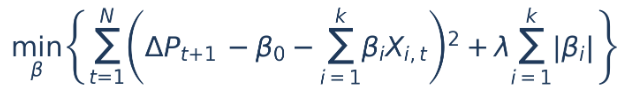 min_β { ∑_{t=1}^{N} ( ΔP_{t+1} − β_0 − ∑_{i=1}^{k} β_i X_{i,t} )² + λ ∑_{i=1}^{k} |β_i| }